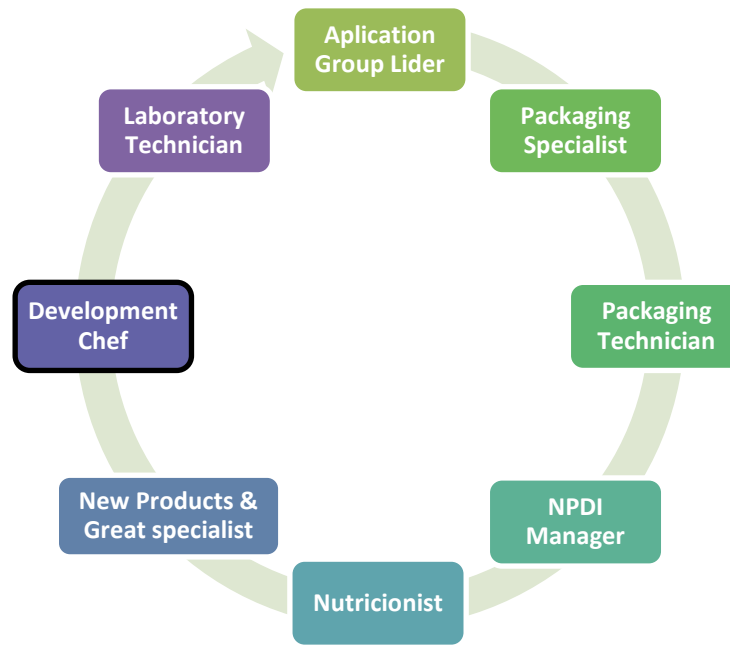 Aplication
Group Lider
Packaging
Specialist
Packaging
Technician
NPDI
Manager
Nutricionist
New Products &
Great specialist
Development
Chef
Laboratory
Technician